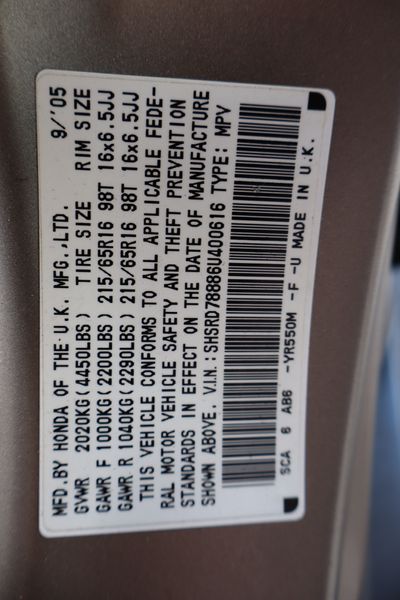 MFD.BY HONDA OF THE U.K. MFG.,LTD. 9/'05
GVWR 2020KG(4450LBS) TIRE SIZE RIM SIZE
GAWR F 1000KG(2200LBS) 215/65R16 98T 16x6.5JJ
GAWR R 1040KG(2290LBS) 215/65R16 98T 16x6.5JJ
THIS VEHICLE CONFORMS TO ALL APPLICABLE FEDE-
RAL MOTOR VEHICLE SAFETY AND THEFT PREVENTION
STANDARDS IN EFFECT ON THE DATE OF MANUFACTURE
SHOWN ABOVE. V.I.N.:SHSRD78886U400616 TYPE: MPV
SCA 6 AB6 -YR550M -F -U MADE IN U.K.